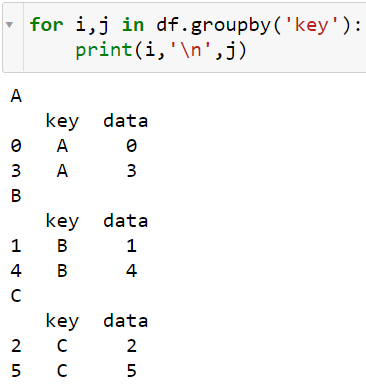 for i,j in df.groupby('key'):
    print(i,'\n',j)
A
   key  data
0   A     0
3   A     3
B
   key  data
1   B     1
4   B     4
C
   key  data
2   C     2
5   C     5